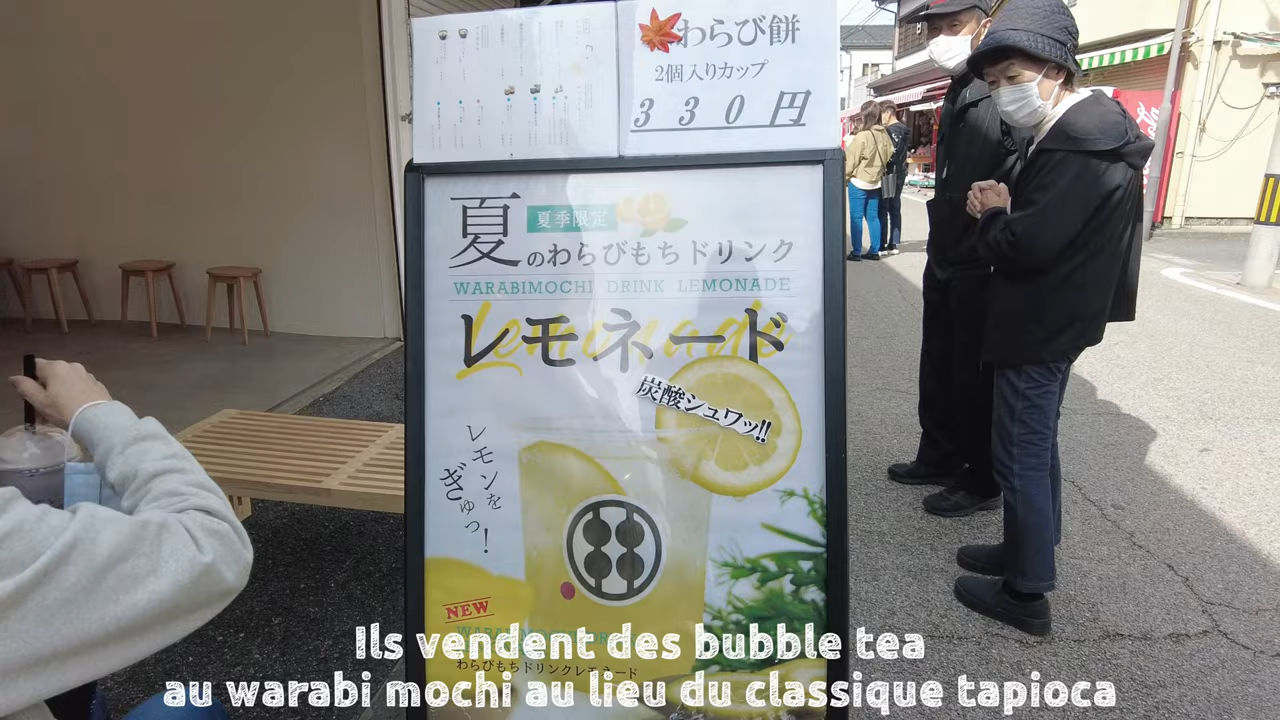 わらび餅
2個入りカップ
330円
夏
夏季限定
のわらびもちドリンク
WARABIMOCHI DRINK LEMONADE
Lemonade
レモネード
炭酸シュワッ!!
レモンを
ぎゅっ!
NEW
わらびもちドリンクレモネード
Ils vendent des bubble tea
au warabi mochi au lieu du classique tapioca